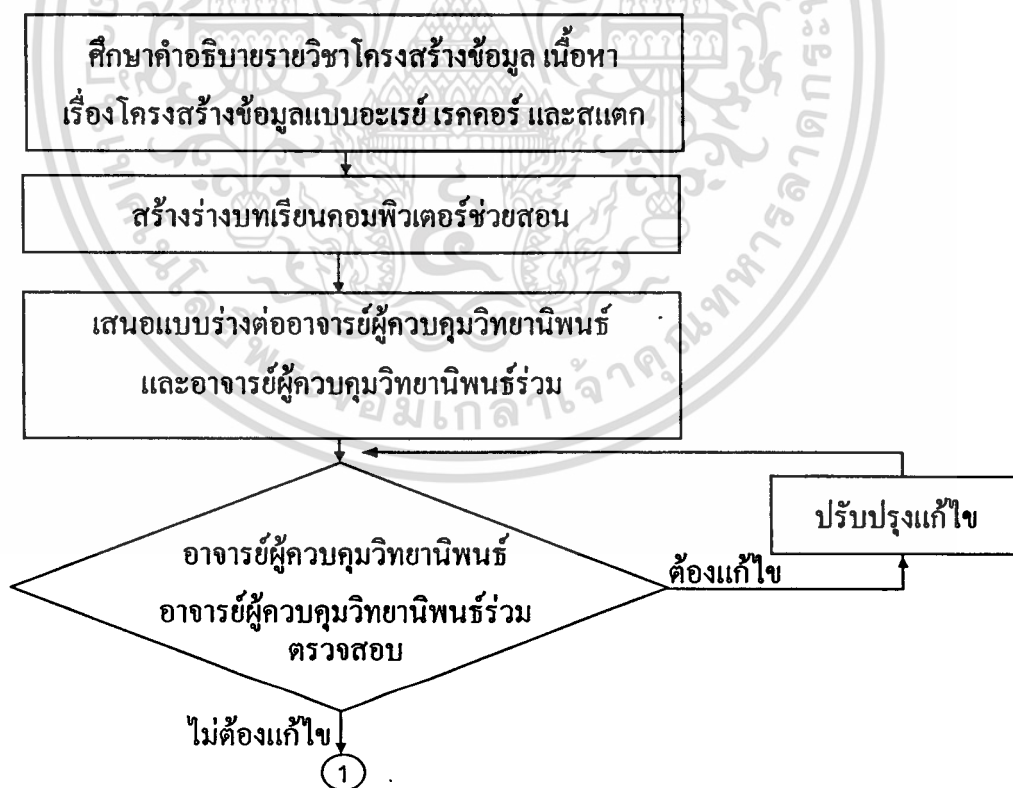 ศึกษาคำอธิบายรายวิชาโครงสร้างข้อมูล เนื้อหา
เรื่องโครงสร้างข้อมูลแบบอะเรย์ เรคคอร์ และสแตก
สร้างร่างบทเรียนคอมพิวเตอร์ช่วยสอน
เสนอแบบร่างต่ออาจารย์ผู้ควบคุมวิทยานิพนธ์
และอาจารย์ผู้ควบคุมวิทยานิพนธ์ร่วม
ปรับปรุงแก้ไข
อาจารย์ผู้ควบคุมวิทยานิพนธ์
ต้องแก้ไข
อาจารย์ผู้ควบคุมวิทยานิพนธ์ร่วม
ตรวจสอบ
ไม่ต้องแก้ไข
1